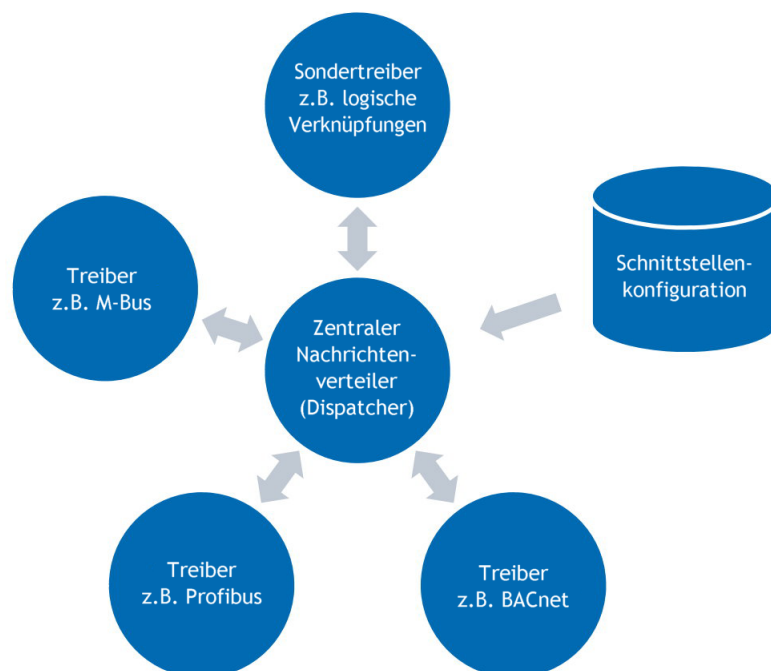 Sondertreiber
z.B. logische
Verknüpfungen
Treiber
z.B. M-Bus
Schnittstellen-
konfiguration
Zentraler
Nachrichten-
verteiler
(Dispatcher)
Treiber
z.B. Profibus
Treiber
z.B. BACnet